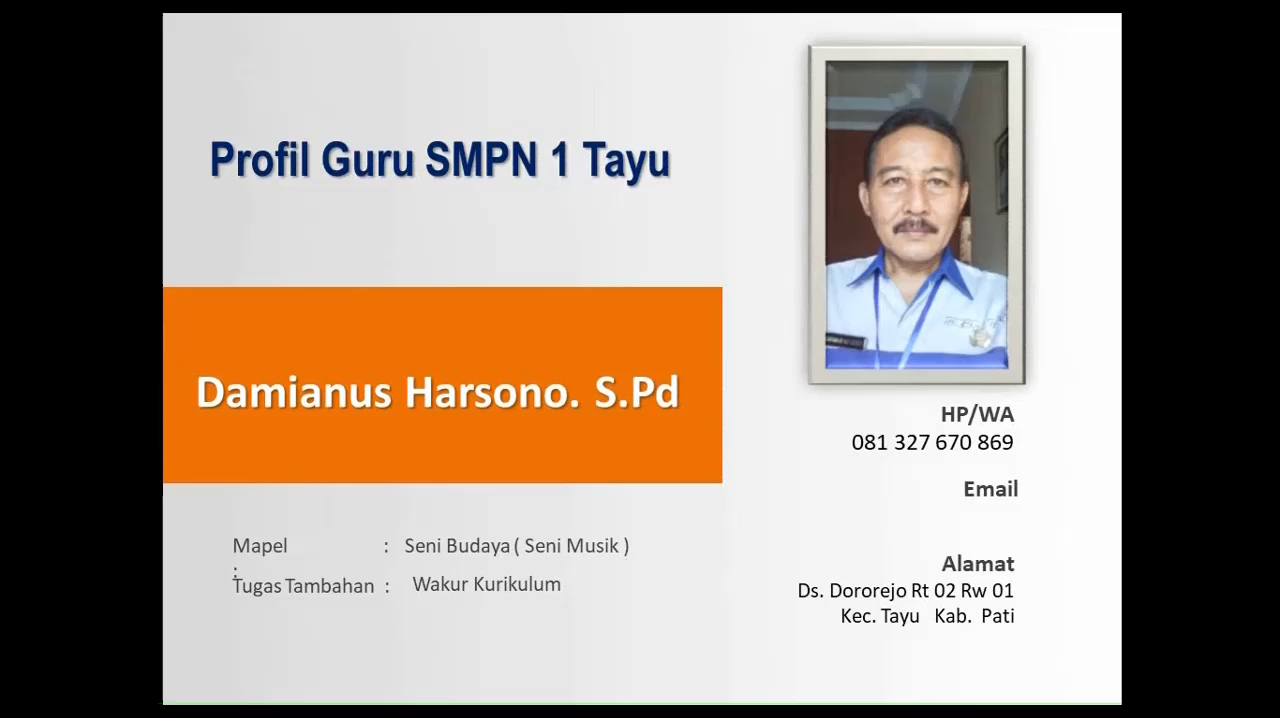 Profil Guru SMPN 1 Tayu
Damianus Harsono. S.Pd
Mapel : Seni Budaya ( Seni Musik )
:
Tugas Tambahan : Wakur Kurikulum
HP/WA
081 327 670 869
Email
Alamat
Ds. Dororejo Rt 02 Rw 01
Kec. Tayu Kab. Pati